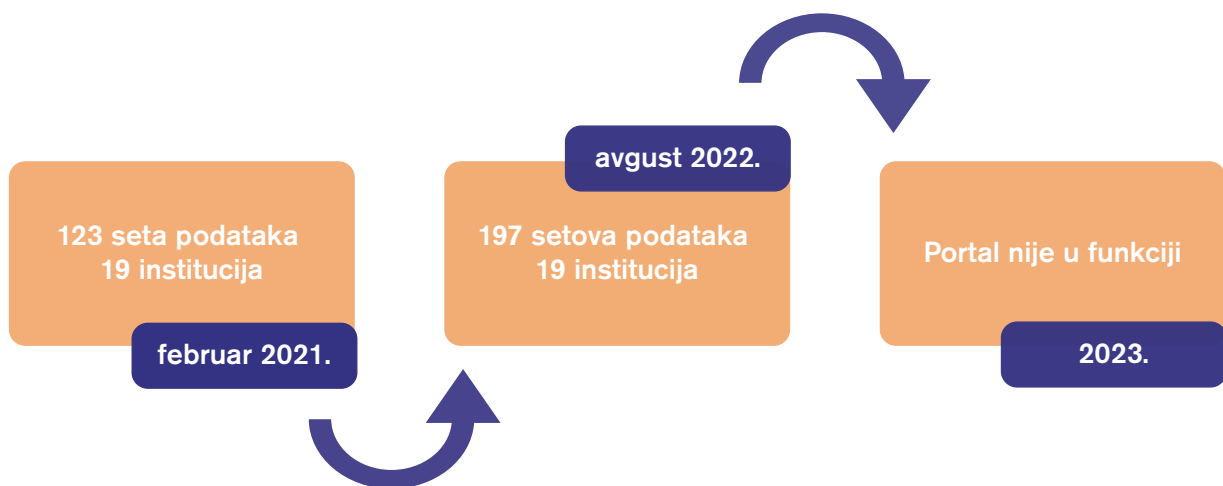 123 seta podataka
19 institucija
februar 2021.
avgust 2022.
197 setova podataka
19 institucija
Portal nije u funkciji
2023.